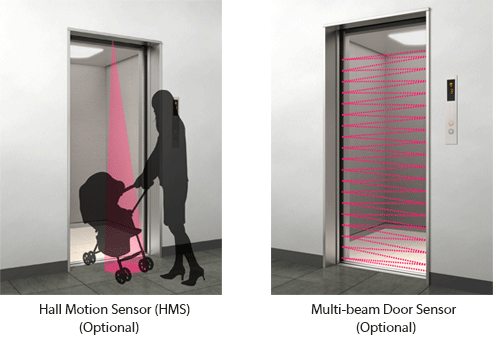 Hall Motion Sensor (HMS)
(Optional)
Multi-beam Door Sensor
(Optional)